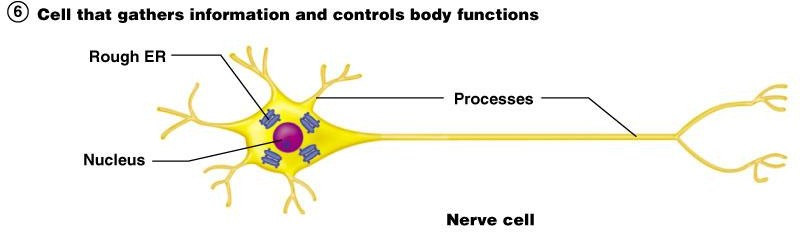 6 Cell that gathers information and controls body functions
Rough ER
Processes
Nucleus
Nerve cell